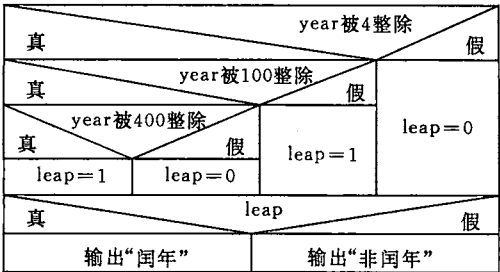 year被4整除
真
假
year被100整除
真
假
year被400整除
真
假
leap=1
leap=0
leap=1
leap=0
leap
真
假
输出“闰年”
输出“非闰年”